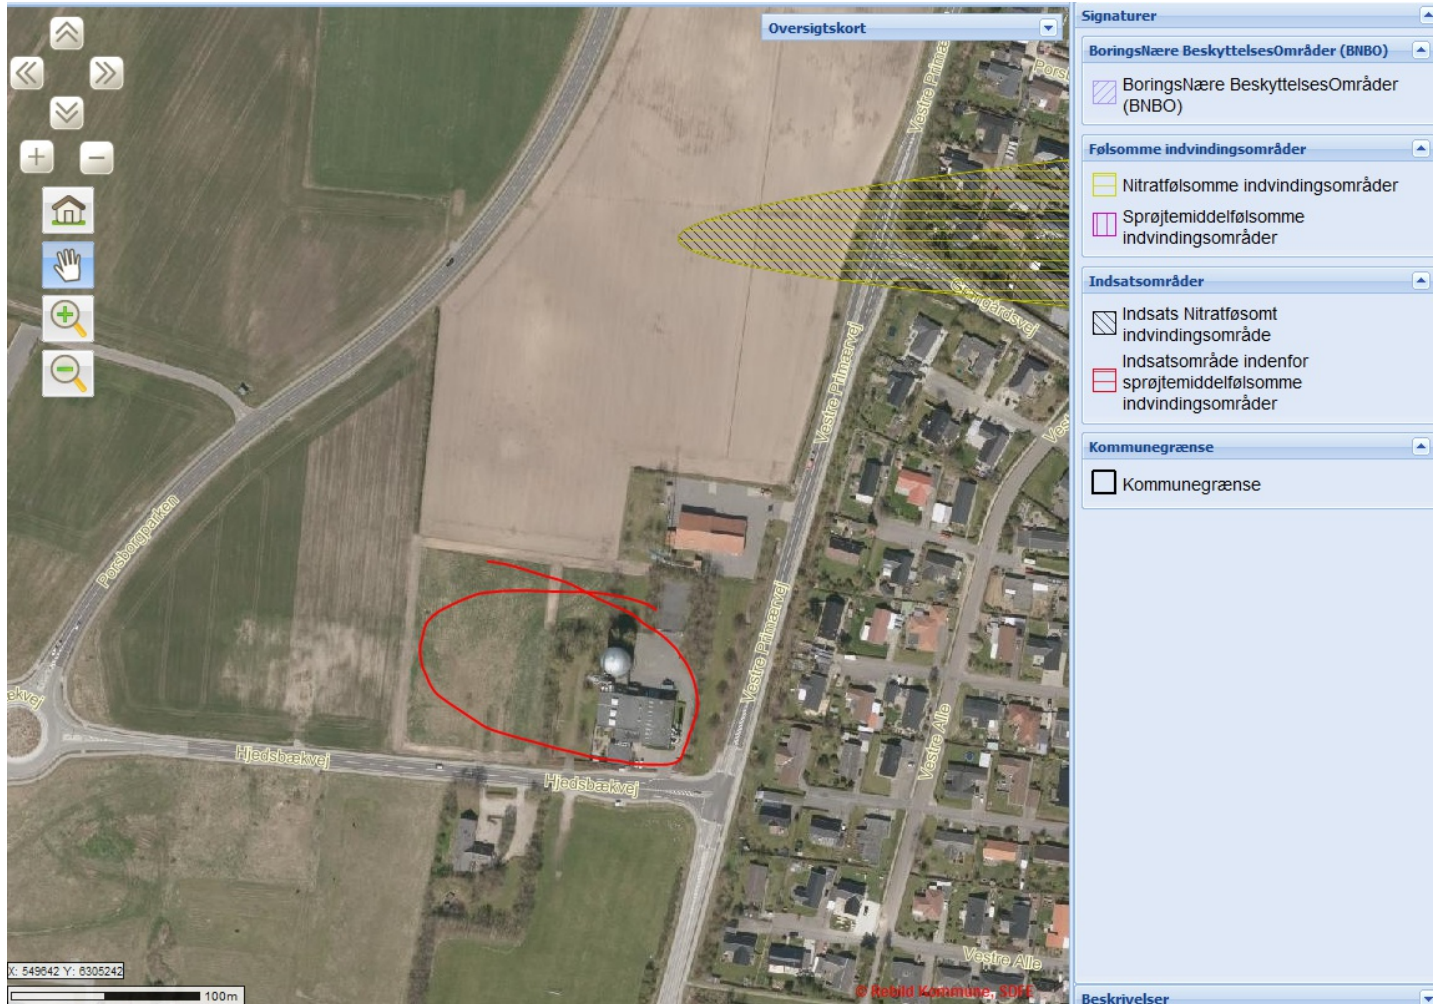 Oversigtskort
Signaturer
BoringsNære BeskyttelsesOmråder (BNBO)
BoringsNære BeskyttelsesOmråder
(BNBO)
Følsomme indvindingsområder
Nitratfølsomme indvindingsområder
Sprøjtemiddelfølsomme
indvindingsområder
Indsatsområder
Indsats Nitratføsomt
indvindingsområde
Indsatsområde indenfor
sprøjtemiddelfølsomme
indvindingsområder
Kommunegrænse
Kommunegrænse
Vestre Primærvej
Vestre Primærvej
Porsborgparken
Hjedsbækvej
Hjedsbækvej
Vestre Primærvej
Vestre Alle
Vestre Alle
X: 549642 Y: 6305242
100m
© Rebild Kommune, SDFE
Beskrivelser